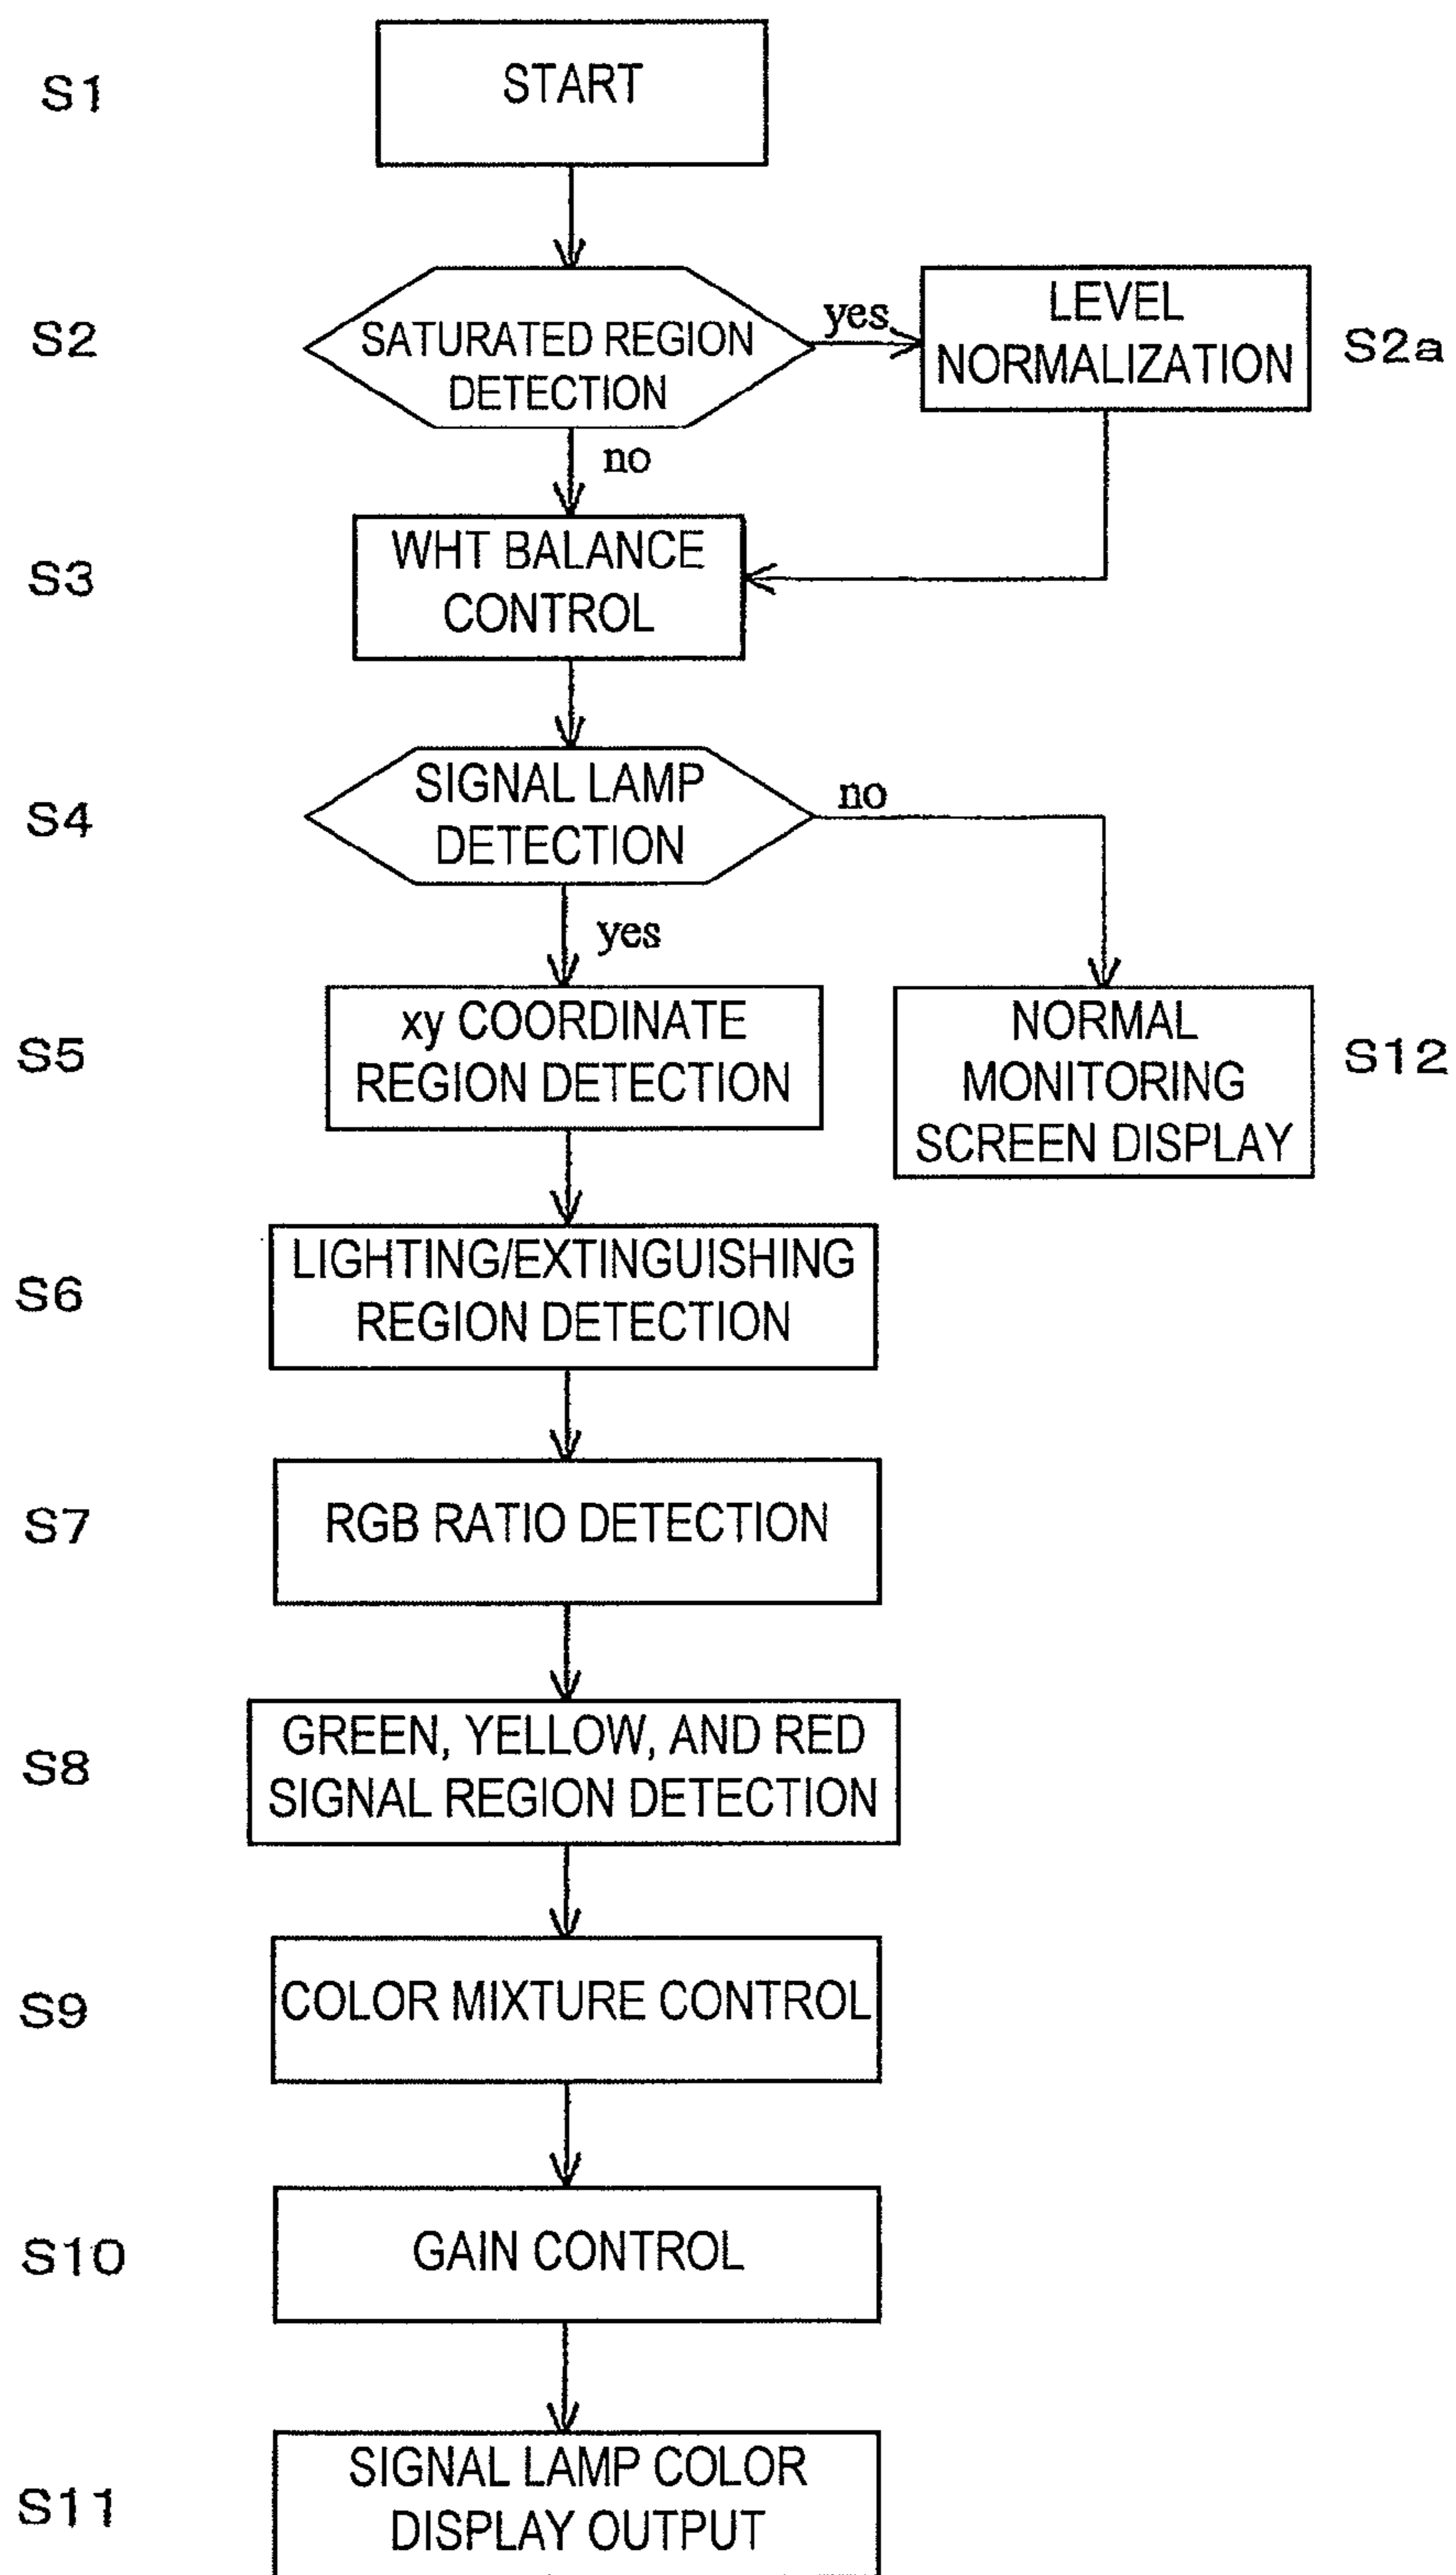 S1
START
S2
SATURATED REGION
DETECTION
yes
LEVEL
NORMALIZATION
S2a
no
S3
WHT BALANCE
CONTROL
S4
SIGNAL LAMP
DETECTION
no
yes
S5
xy COORDINATE
REGION DETECTION
NORMAL
MONITORING
SCREEN DISPLAY
S12
S6
LIGHTING/EXTINGUISHING
REGION DETECTION
S7
RGB RATIO DETECTION
S8
GREEN, YELLOW, AND RED
SIGNAL REGION DETECTION
S9
COLOR MIXTURE CONTROL
S10
GAIN CONTROL
S11
SIGNAL LAMP COLOR
DISPLAY OUTPUT